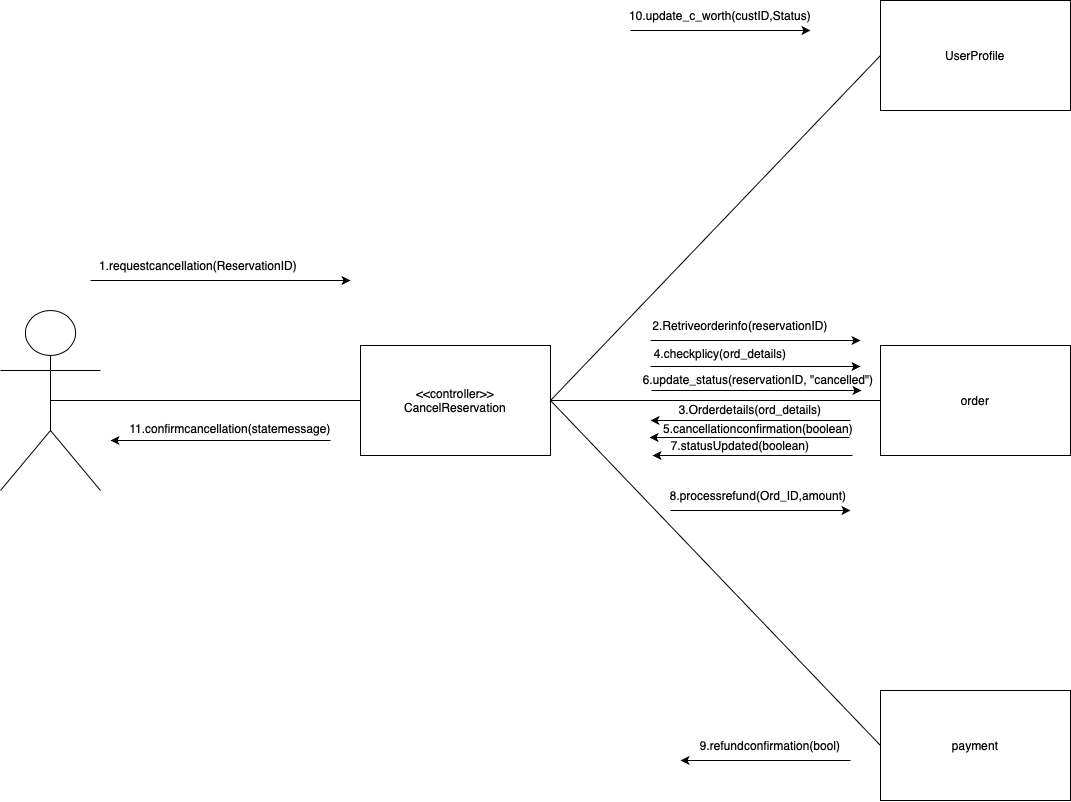 10.update_c_worth(custID,Status)
UserProfile
1.requestcancellation(ReservationID)
2.Retriveorderinfo(reservationID)
4.checkplicy(ord_details)
6.update_status(reservationID, "cancelled")
<<controller>>
CancelReservation
order
3.Orderdetails(ord_details)
11.confirmcancellation(statemessage)
5.cancellationconfirmation(boolean)
7.statusUpdated(boolean)
8.processrefund(Ord_ID,amount)
9.refundconfirmation(bool)
payment